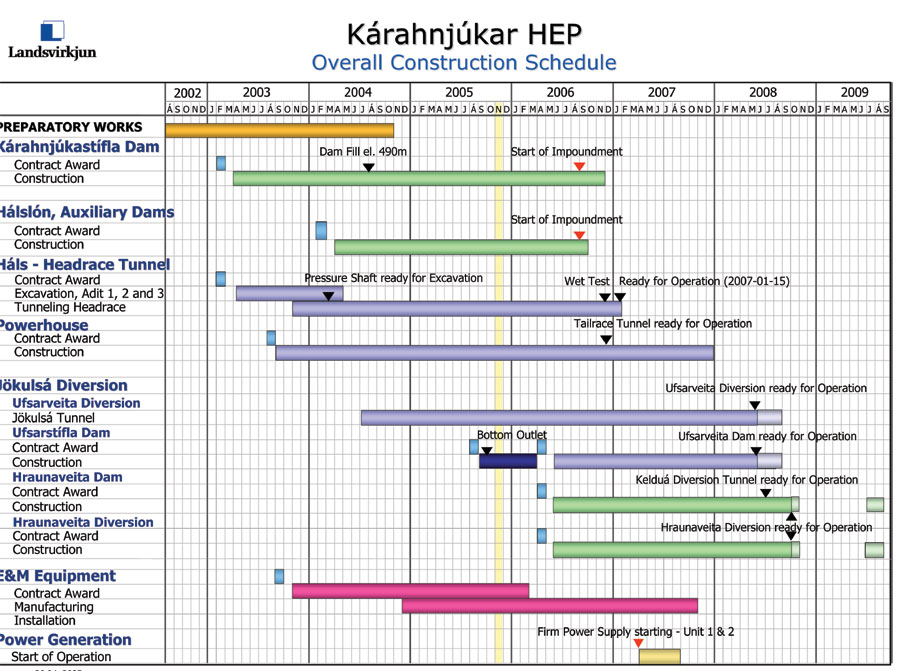 Landsvirkjun
Kárahnjúkar HEP
Overall Construction Schedule
2002 2003 2004 2005 2006 2007 2008 2009
Á S O N D J F M A M J J Á S O N D J F M A M J J Á S O N D J F M A M J J Á S O N D J F M A M J J Á S O N D J F M A M J J Á S O N D J F M A M J J Á S O N D J F M A M J J Á S
PREPARATORY WORKS
Kárahnjúkastífla Dam
Dam Fill el. 490m Start of Impoundment
Contract Award
Construction
Hálslón, Auxiliary Dams
Start of Impoundment
Contract Award
Construction
Háls - Headrace Tunnel
Contract Award Pressure Shaft ready for Excavation Wet Test Ready for Operation (2007-01-15)
Excavation, Adit 1, 2 and 3
Tunneling Headrace
Powerhouse Tailrace Tunnel ready for Operation
Contract Award
Construction
Jökulsá Diversion
Ufsarveita Diversion ready for Operation
Ufsarveita Diversion
Jökulsá Tunnel
Ufsarstífla Dam Bottom Outlet Ufsarveita Dam ready for Operation
Contract Award
Construction
Hraunaveita Dam Kelduá Diversion Tunnel ready for Operation
Contract Award
Construction
Hraunaveita Diversion Hraunaveita Diversion ready for Operation
Contract Award
Construction
E&M Equipment
Contract Award
Manufacturing
Installation
Power Generation Firm Power Supply starting - Unit 1 & 2
Start of Operation